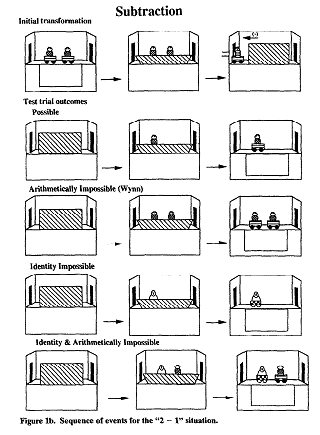 Subtraction
Initial transformation
(-)
Test trial outcomes
Possible
Arithmetically Impossible (Wynn)
Identity Impossible
Identity & Arithmetically Impossible
Figure 1b. Sequence of events for the "2 − 1" situation.